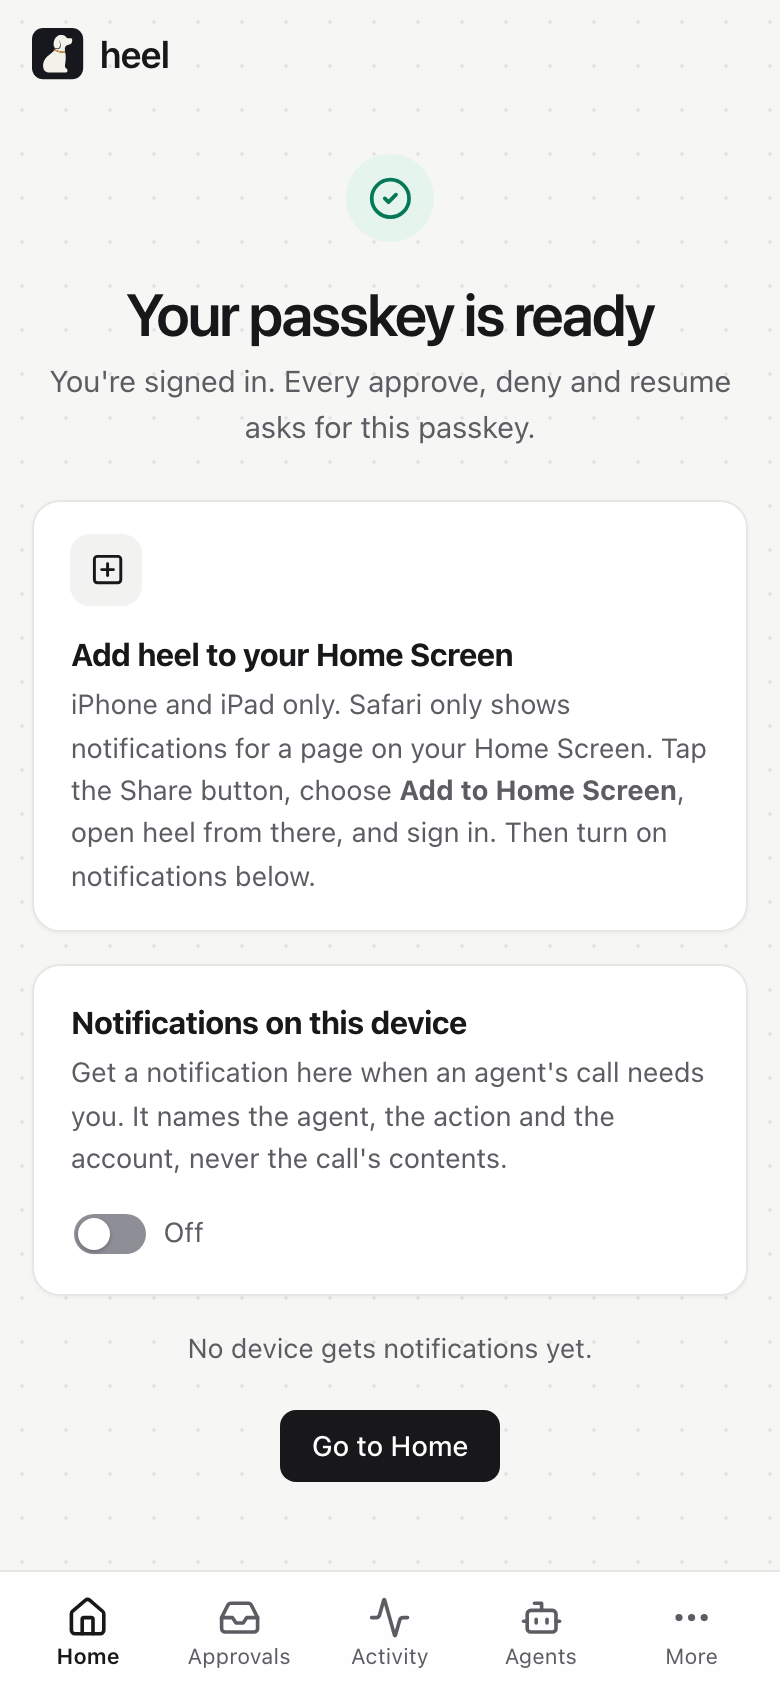 heel
Your passkey is ready
You're signed in. Every approve, deny and resume
asks for this passkey.
Add heel to your Home Screen
iPhone and iPad only. Safari only shows
notifications for a page on your Home Screen. Tap
the Share button, choose Add to Home Screen,
open heel from there, and sign in. Then turn on
notifications below.
Notifications on this device
Get a notification here when an agent's call needs
you. It names the agent, the action and the
account, never the call's contents.
Off
No device gets notifications yet.
Go to Home
Home Approvals Activity Agents More